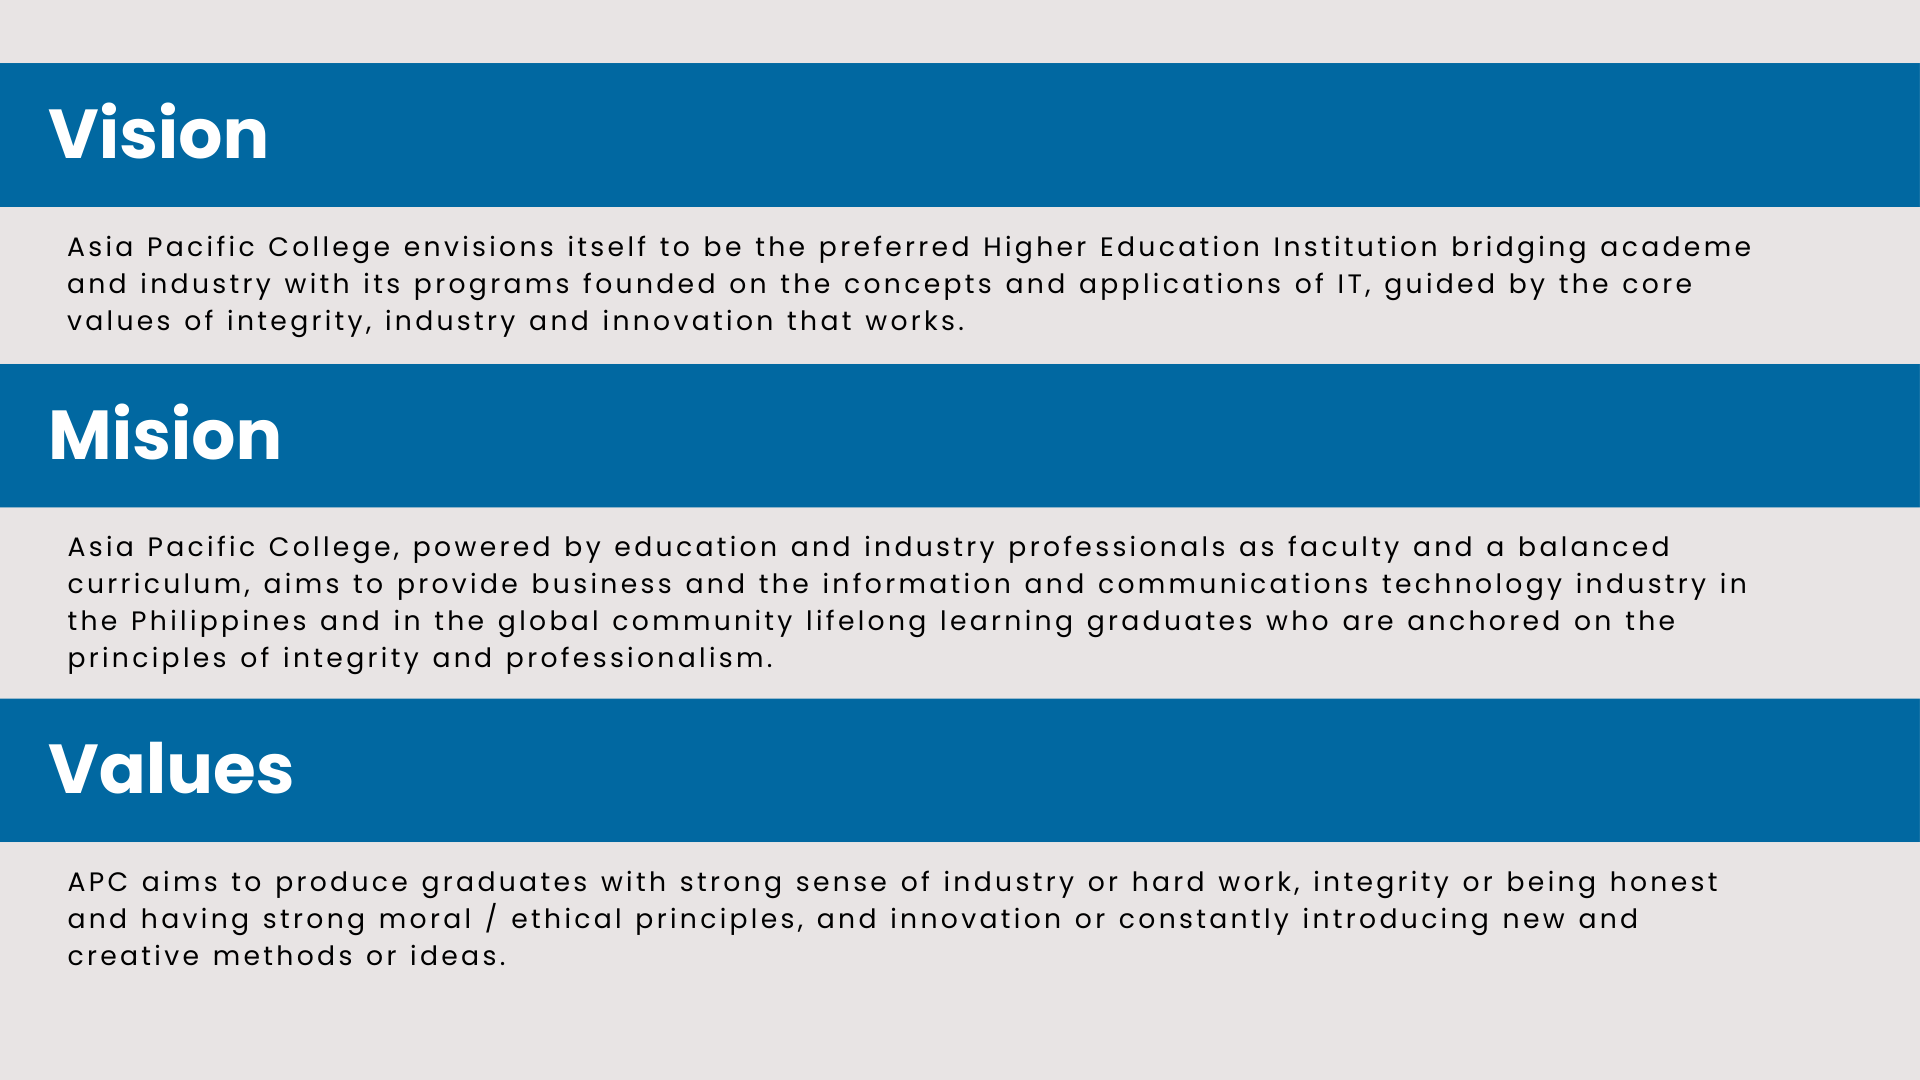 Vision
Asia Pacific College envisions itself to be the preferred Higher Education Institution bridging academe
and industry with its programs founded on the concepts and applications of IT, guided by the core
values of integrity, industry and innovation that works.
Mision
Asia Pacific College, powered by education and industry professionals as faculty and a balanced
curriculum, aims to provide business and the information and communications technology industry in
the Philippines and in the global community lifelong learning graduates who are anchored on the
principles of integrity and professionalism.
Values
APC aims to produce graduates with strong sense of industry or hard work, integrity or being honest
and having strong moral / ethical principles, and innovation or constantly introducing new and
creative methods or ideas.